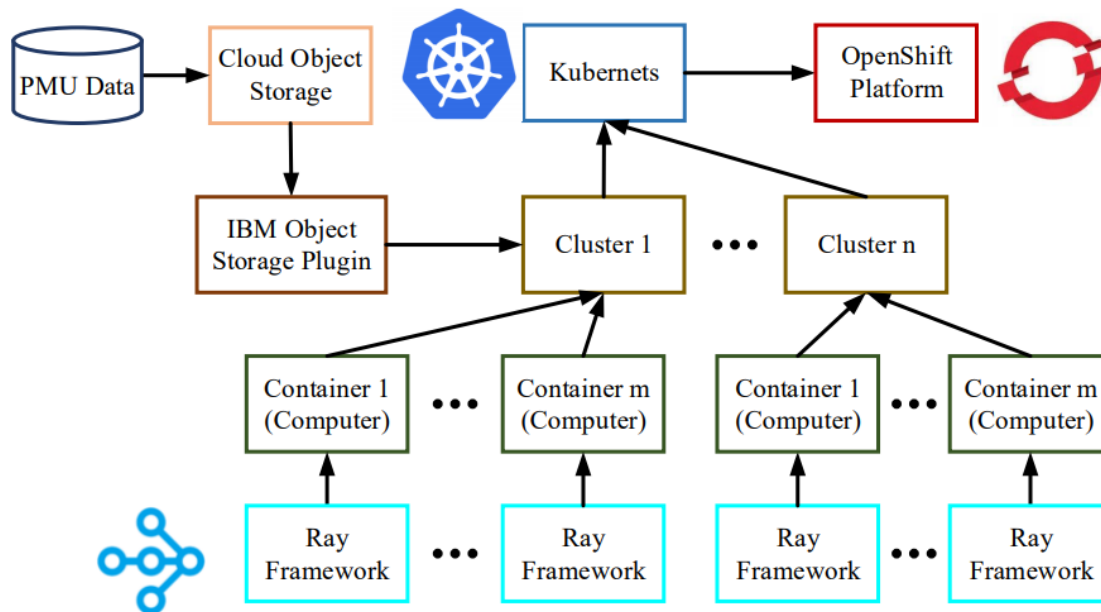 PMU Data
Cloud Object
Storage
Kubernets
OpenShift
Platform
IBM Object
Storage Plugin
Cluster 1
Cluster n
Container 1
(Computer)
Container m
(Computer)
Container 1
(Computer)
Container m
(Computer)
Ray
Framework
Ray
Framework
Ray
Framework
Ray
Framework